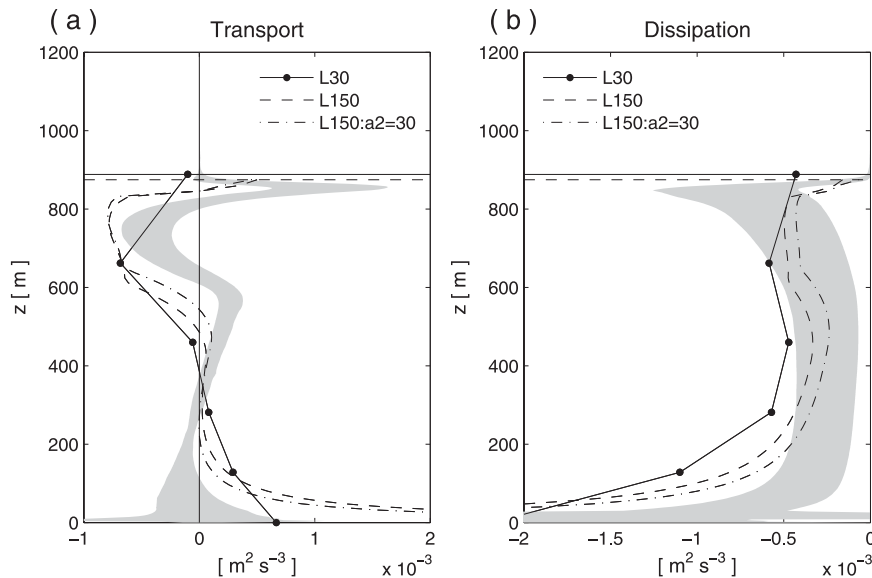 ( a )
Transport
1200
1000
800
600
400
200
0
z [ m ]
L30
L150
L150:a2=30
-1
0
1
2
[ m² s⁻³ ]
x 10⁻³
( b )
Dissipation
1200
1000
800
600
400
200
0
z [ m ]
L30
L150
L150:a2=30
−2
−1.5
−1
−0.5
0
[ m² s⁻³ ]
x 10⁻³